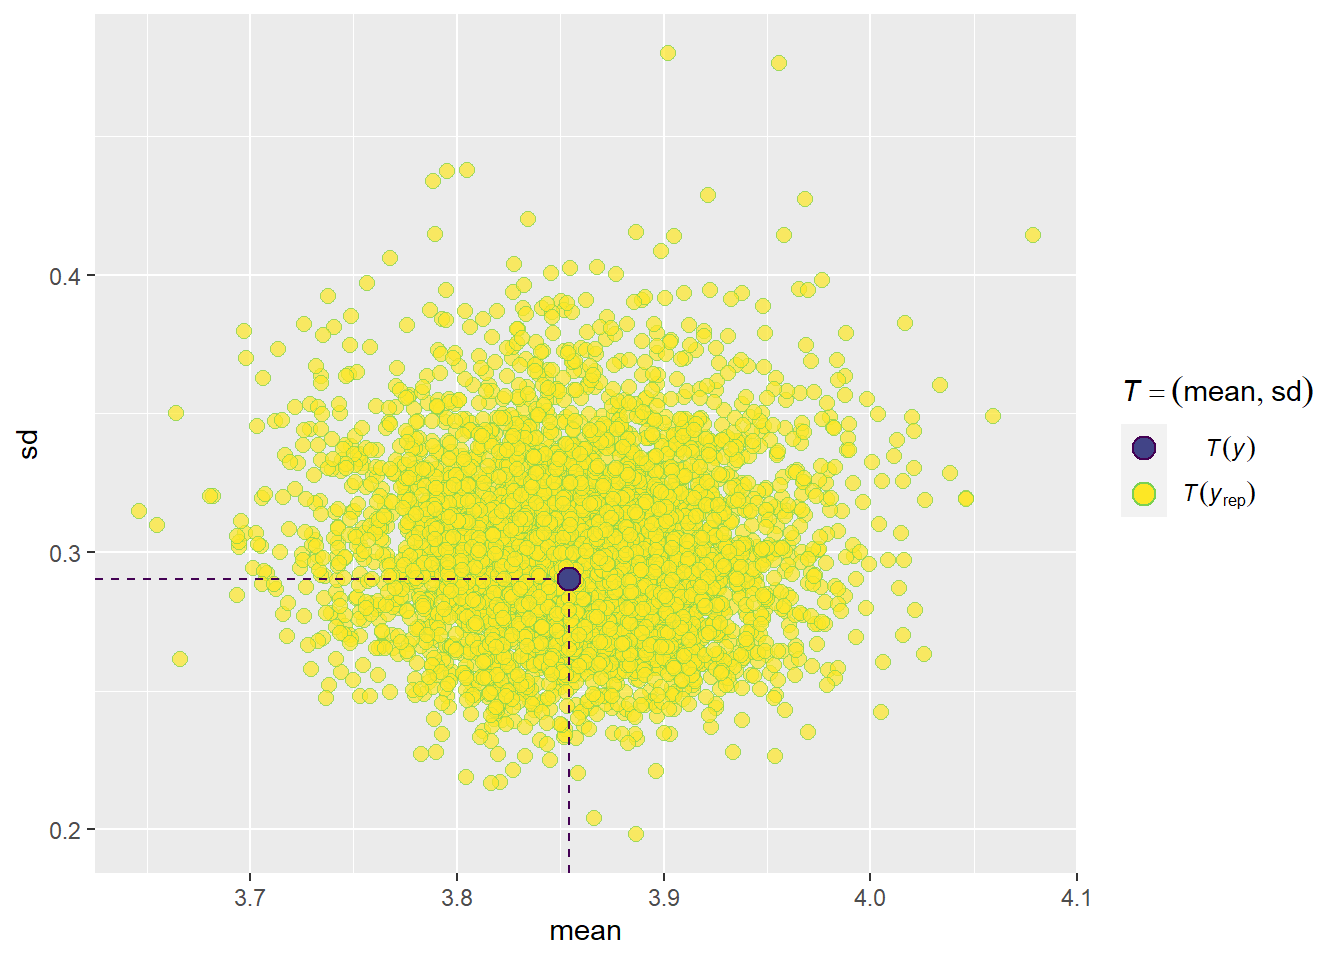 sd
0.4
0.3
0.2
3.7
3.8
3.9
4.0
4.1
mean
T = (mean, sd)
T(y)
T(yrep)